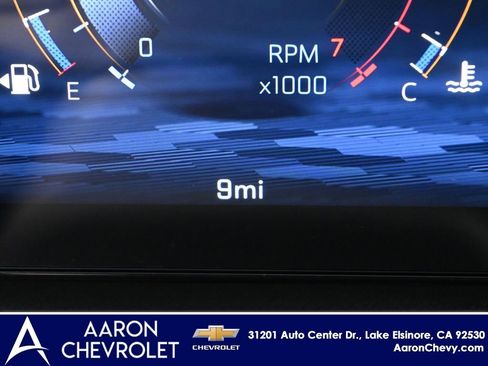 0
RPM
x1000
7
E
C
9mi
AARON
CHEVROLET
CHEVROLET
31201 Auto Center Dr., Lake Elsinore, CA 92530
AaronChevy.com